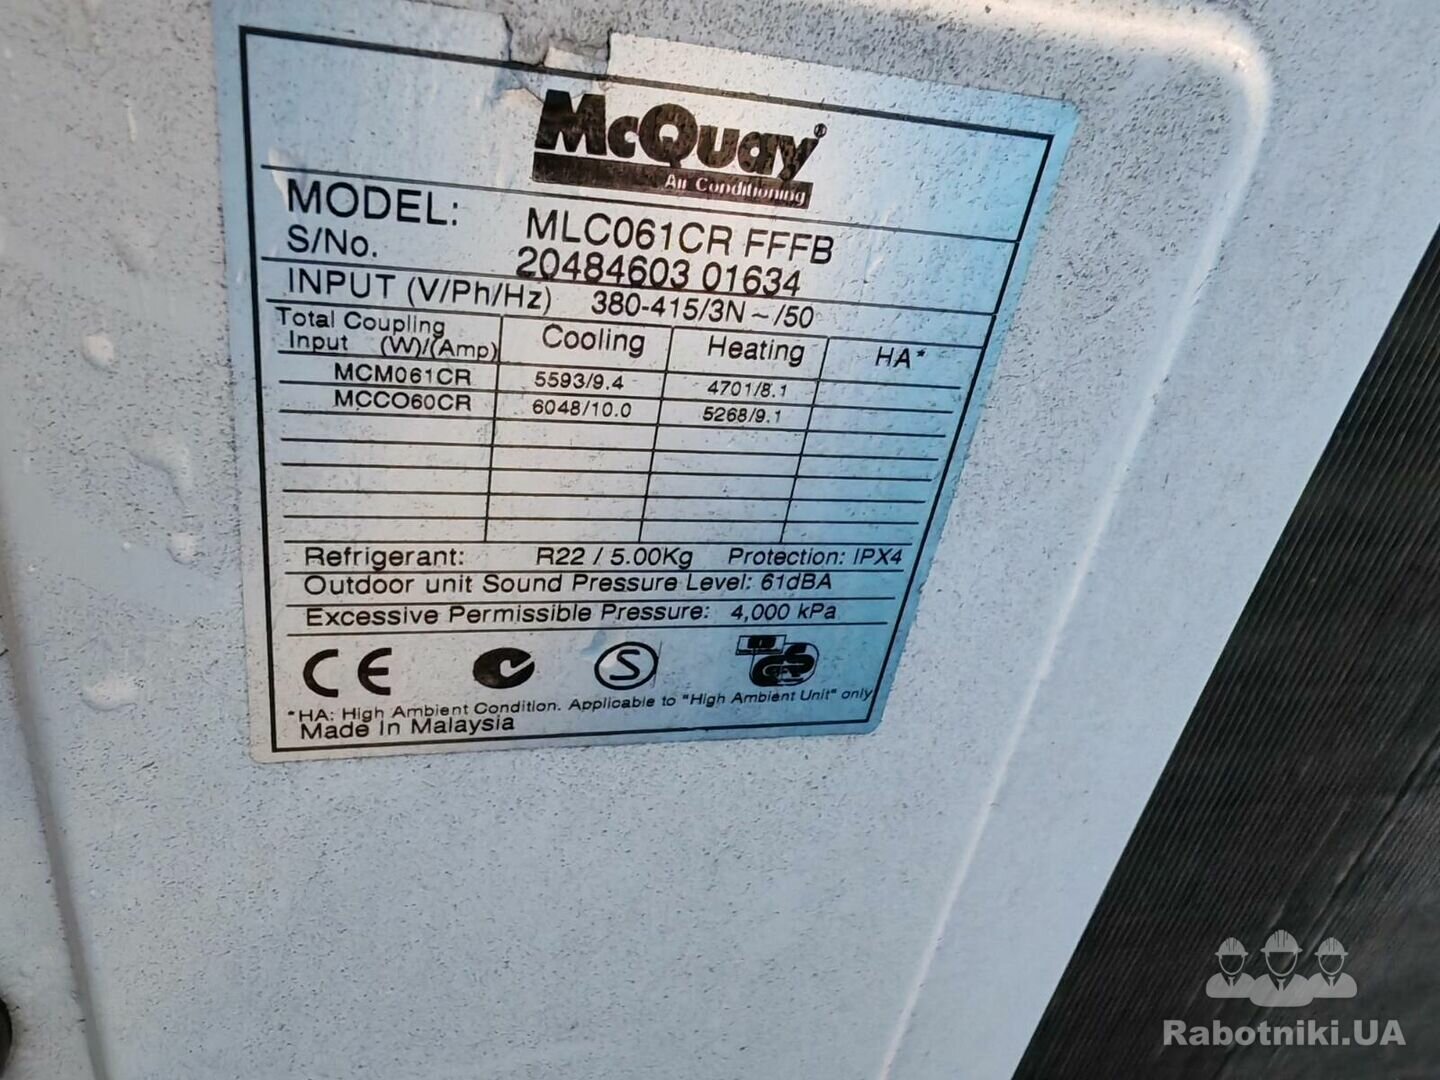 McQuay®
Air Conditioning
MODEL: MLC061CR FFFB
S/No. 20484603 01634
INPUT (V/Ph/Hz) 380-415/3N~/50
Total Coupling Input (W)/(Amp) Cooling Heating HA*
MCM061CR 5593/9.4 4701/8.1
MCCO60CR 6048/10.0 5268/9.1
Refrigerant: R22 / 5.00Kg Protection: IPX4
Outdoor unit Sound Pressure Level: 61dBA
Excessive Permissible Pressure: 4,000 kPa
CE S GS
*HA: High Ambient Condition. Applicable to "High Ambient Unit" only
Made In Malaysia
Rabotniki.UA